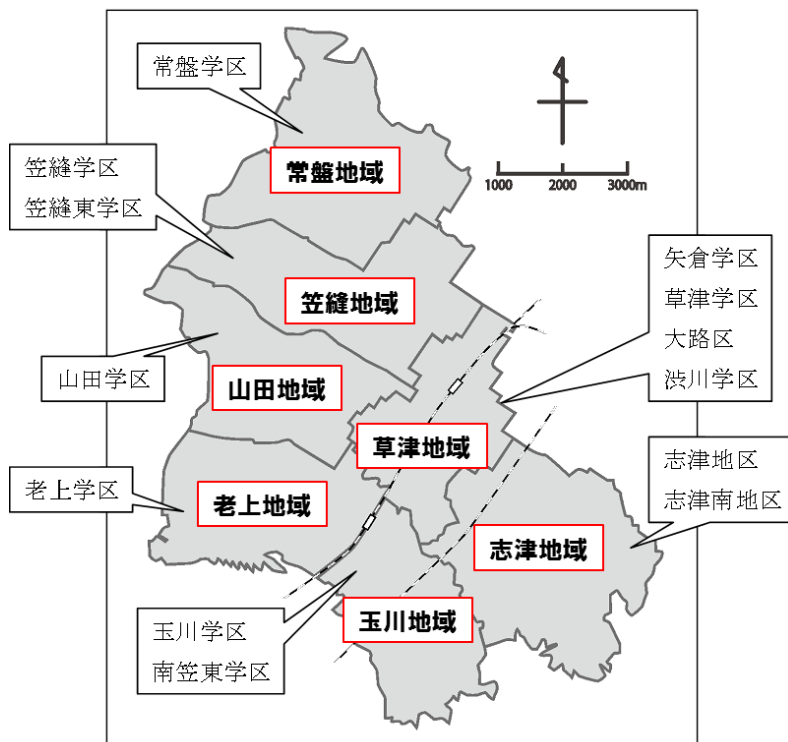 常盤学区
常盤地域
1000 2000 3000m
笠縫学区
笠縫東学区
笠縫地域
矢倉学区
草津学区
大路区
渋川学区
山田学区
山田地域
草津地域
志津地区
志津南地区
老上学区
老上地域
志津地域
玉川学区
南笠東学区
玉川地域